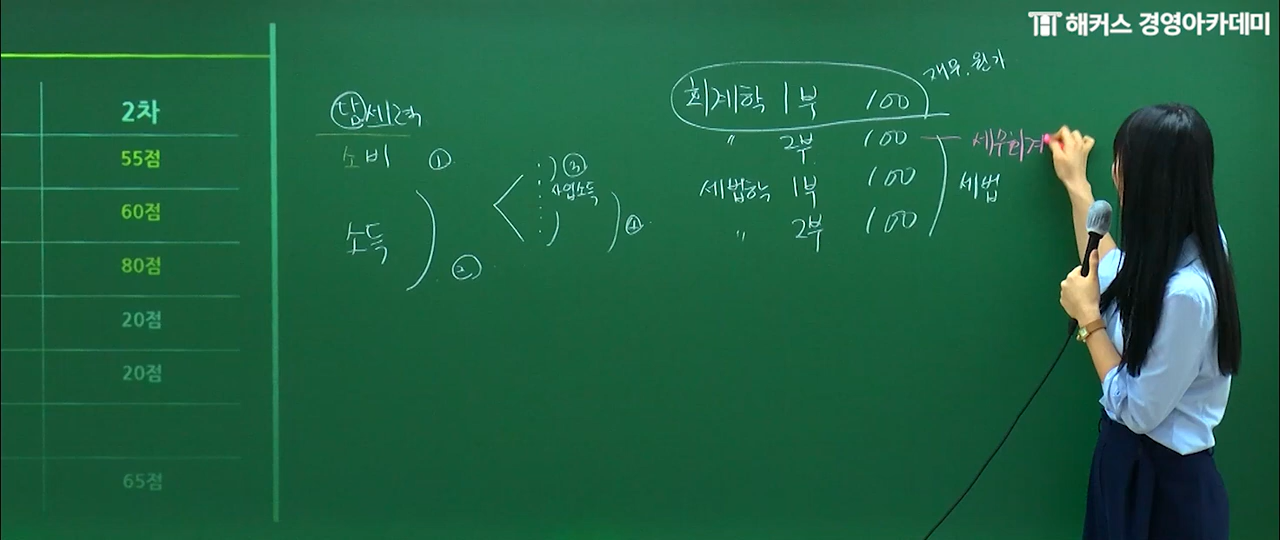 해커스 경영아카데미
2차
55점
60점
80점
20점
20점
65점
담세력
소비 ①
소득 ②
③
사업소득
④
회계학 1부 100 재무.원가
〃 2부 100 세무회계
세법학 1부 100 세법
〃 2부 100